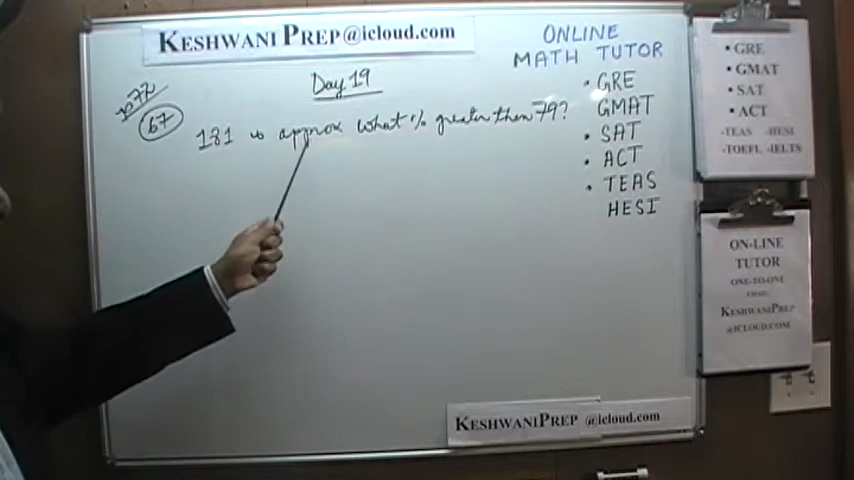 KESHWANI PREP@icloud.com
Day 19
72
67
181 is approx what % greater then 79?
ONLINE
MATH TUTOR
• GRE
GMAT
• SAT
• ACT
• TEAS
HESI
• GRE
• GMAT
• SAT
• ACT
-TEAS -HESI
-TOEFL -IELTS
ON-LINE
TUTOR
ONE-TO-ONE
EMAIL:
KESHWANIPREP
@ICLOUD.COM
KESHWANIPREP @icloud.com